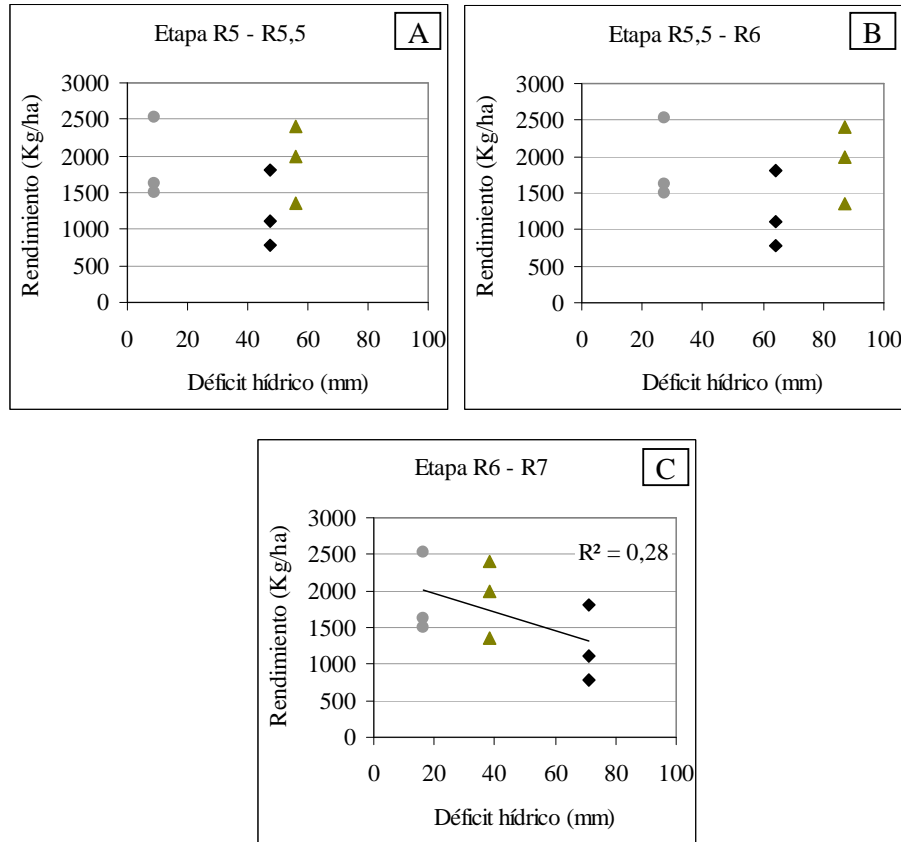 Etapa R5 - R5,5
A
3000
2500
2000
1500
1000
500
0
0 20 40 60 80 100
Rendimiento (Kg/ha)
Déficit hídrico (mm)
Etapa R5,5 - R6
B
3000
2500
2000
1500
1000
500
0
0 20 40 60 80 100
Rendimiento (Kg/ha)
Déficit hídrico (mm)
Etapa R6 - R7
C
3000
2500
2000
1500
1000
500
0
R² = 0,28
0 20 40 60 80 100
Rendimiento (Kg/ha)
Déficit hídrico (mm)